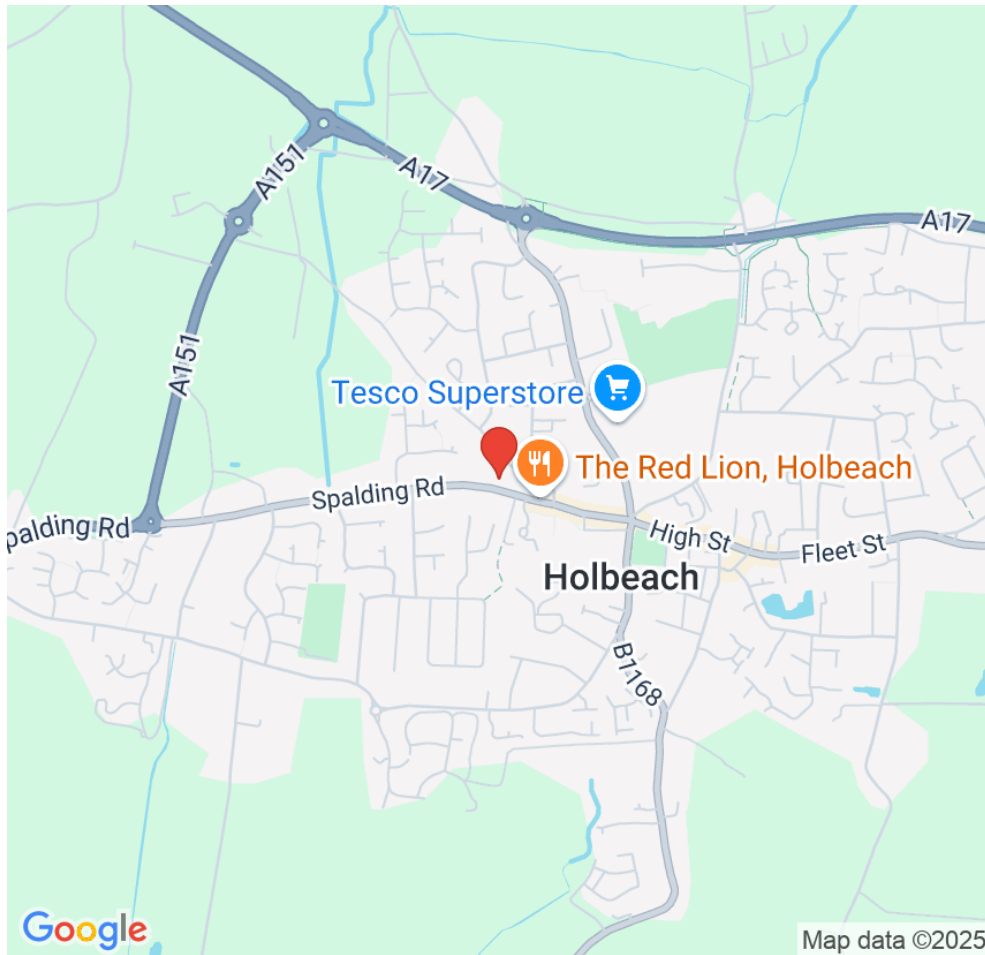 A151
A17
A17
A151
Tesco Superstore
The Red Lion, Holbeach
Spalding Rd
palding Rd
High St
Fleet St
Holbeach
B1168
Google
Map data ©2025